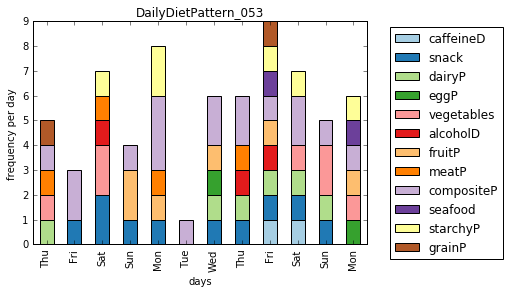 DailyDietPattern_053
frequency per day
9
8
7
6
5
4
3
2
1
0
Thu
Fri
Sat
Sun
Mon
Tue
Wed
Thu
Fri
Sat
Sun
Mon
days
caffeineD
snack
dairyP
eggP
vegetables
alcoholD
fruitP
meatP
compositeP
seafood
starchyP
grainP